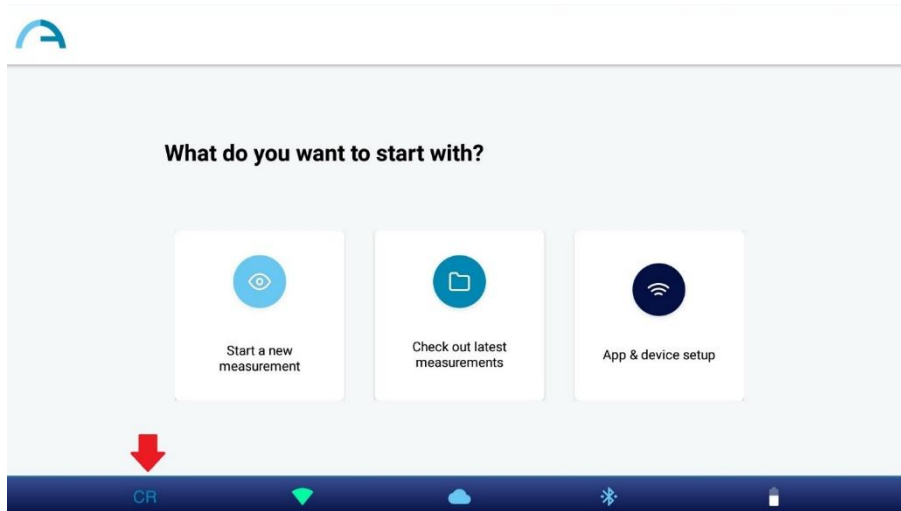 What do you want to start with?
Start a new
measurement
Check out latest
measurements
App & device setup
CR